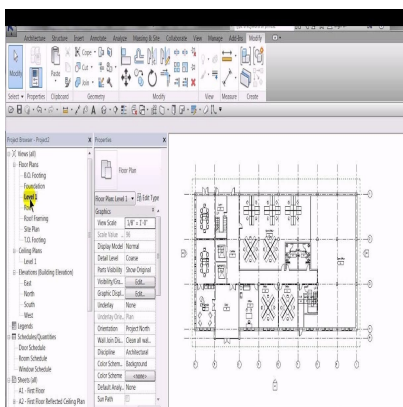 Architecture Structure Insert Annotate Analyze Massing & Site Collaborate View Manage Add-Ins Modify
Modify
Paste
Cope
Cut
Join
Select Properties Clipboard Geometry Modify View Measure Create
Project Browser - Project2 X
Views (all)
Floor Plans
B.O. Footing
Foundation
Level 1
Roof Framing
Site Plan
T.O. Footing
Ceiling Plans
Level 1
Elevations (Building Elevation)
East
North
South
West
Legends
Schedules/Quantities
Door Schedule
Room Schedule
Window Schedule
Sheets (all)
A1 - First Floor
A2 - First Floor Reflected Ceiling Plan
Properties X
Floor Plan
Floor Plan: Level 1 Edit Type
Graphics
View Scale 1/8" = 1'-0"
Scale Value ... 96
Display Model Normal
Detail Level Coarse
Parts Visibility Show Original
Visibility/Gra... Edit...
Graphic Displ... Edit...
Underlay None
Underlay Orie... Plan
Orientation Project North
Wall Join Dis... Clean all wal...
Discipline Architectural
Color Schem... Background
Color Scheme <none>
Default Analy... None
Sun Path